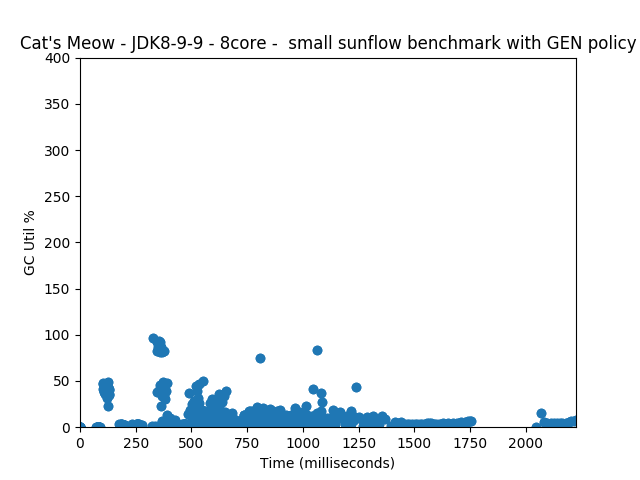 Cat's Meow - JDK8-9-9 - 8core -  small sunflow benchmark with GEN policy
400
350
300
250
200
150
100
50
0
GC Util %
0 250 500 750 1000 1250 1500 1750 2000
Time (milliseconds)